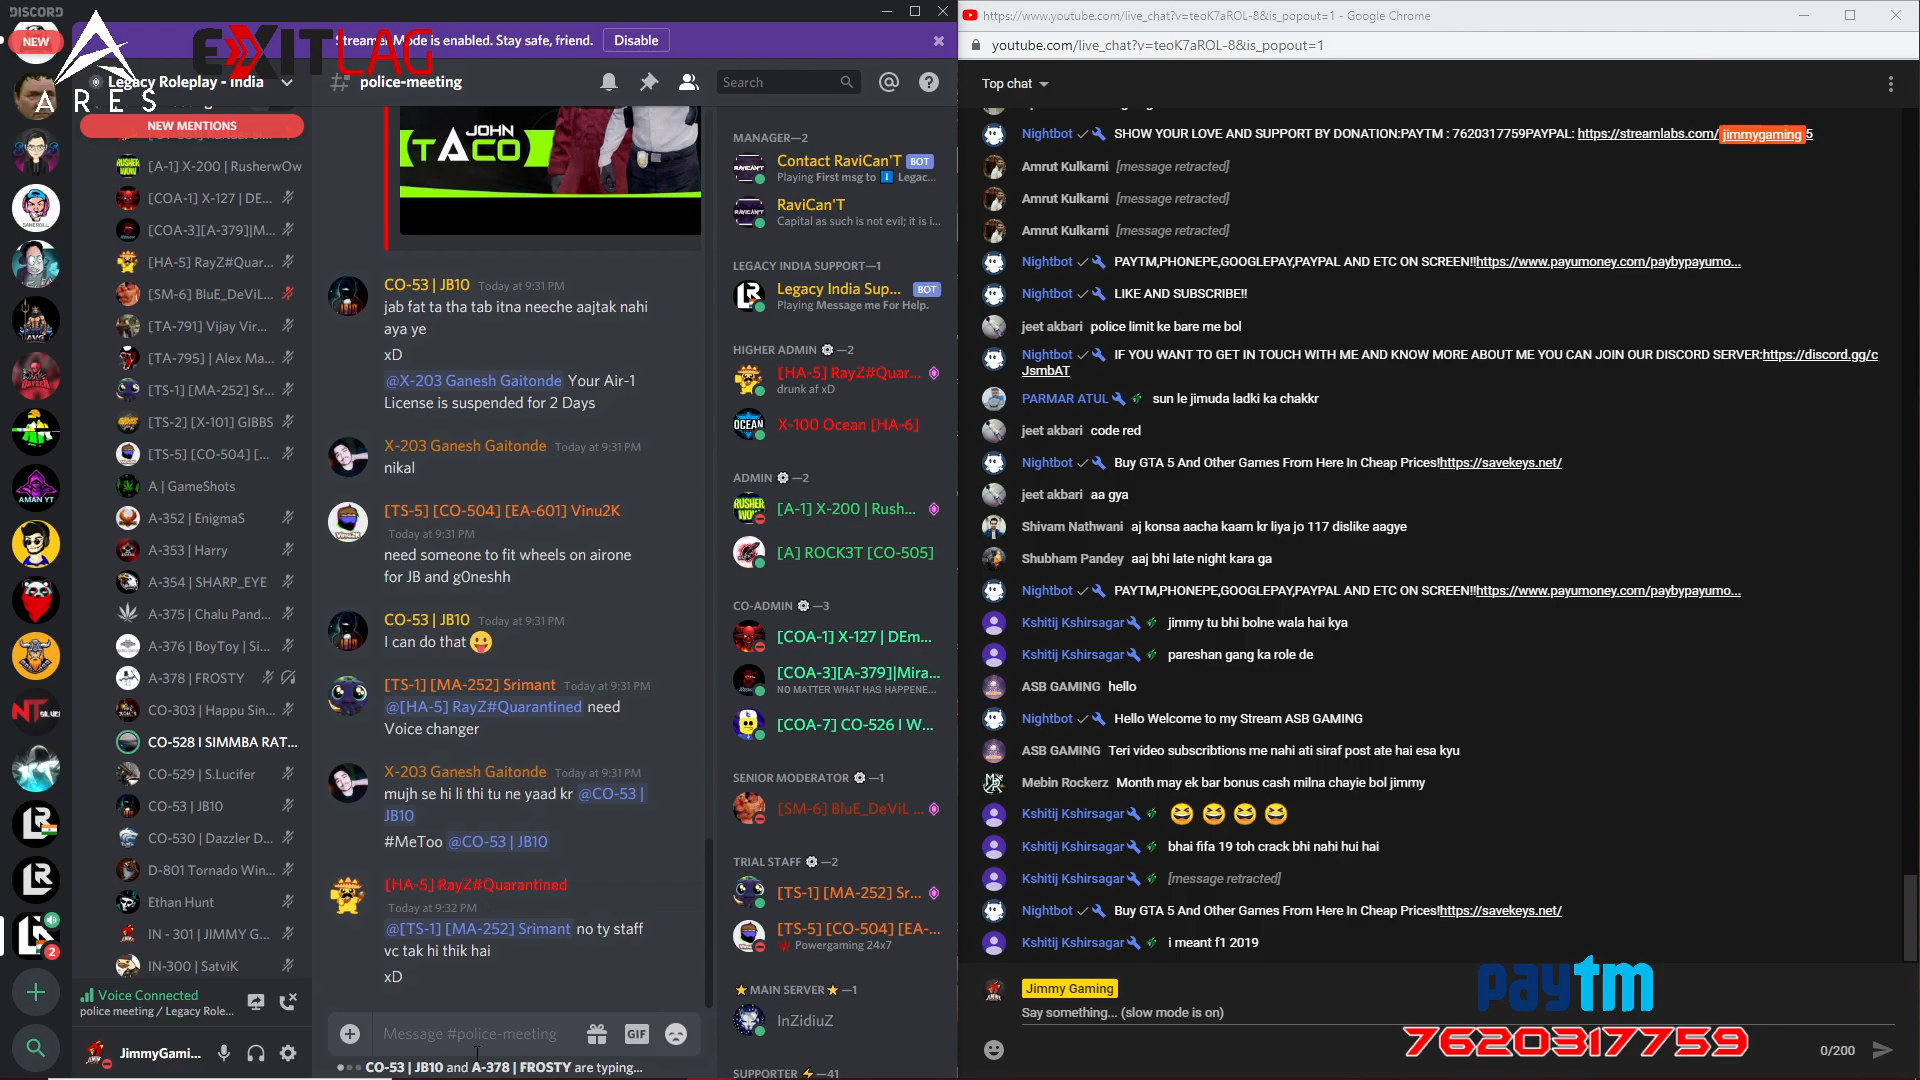 DISCORD
NEW
ARES
EXITLAG
Streamer Mode is enabled. Stay safe, friend.
Disable
Legacy Roleplay - India
NEW MENTIONS
[A-1] X-200 | RusherwOw
[COA-1] X-127 | DE...
[COA-3][A-379]|M...
[HA-5] RayZ#Quar...
[SM-6] BluE_DeViL...
[TA-791] Vijay Vir...
[TA-795] | Alex Ma...
[TS-1] [MA-252] Sr...
[TS-2] [X-101] GIBBS
[TS-5] [CO-504] [...
A | GameShots
A-352 | EnigmaS
A-353 | Harry
A-354 | SHARP_EYE
A-375 | Chalu Pand...
A-376 | BoyToy | Si...
A-378 | FROSTY
CO-303 | Happu Sin...
CO-528 I SIMMBA RAT...
CO-529 | S.Lucifer
CO-53 | JB10
CO-530 | Dazzler D...
D-801 Tornado Win...
Ethan Hunt
IN - 301 | JIMMY G...
IN-300 | SatviK
Voice Connected
police meeting / Legacy Role...
JimmyGami...
2
police-meeting
Search
JOHN
TACO
CO-53 | JB10 Today at 9:31 PM
jab fat ta tha tab itna neeche aajtak nahi
aya ye
xD
@X-203 Ganesh Gaitonde Your Air-1
License is suspended for 2 Days
X-203 Ganesh Gaitonde Today at 9:31 PM
nikal
[TS-5] [CO-504] [EA-601] Vinu2K
Today at 9:31 PM
need someone to fit wheels on airone
for JB and g0neshh
CO-53 | JB10 Today at 9:31 PM
I can do that
[TS-1] [MA-252] Srimant Today at 9:31 PM
@[HA-5] RayZ#Quarantined need
Voice changer
X-203 Ganesh Gaitonde Today at 9:31 PM
mujh se hi li thi tu ne yaad kr @CO-53 |
JB10
#MeToo @CO-53 | JB10
[HA-5] RayZ#Quarantined
Today at 9:32 PM
@[TS-1] [MA-252] Srimant no ty staff
vc tak hi thik hai
xD
Message #police-meeting
GIF
CO-53 | JB10 and A-378 | FROSTY are typing...
MANAGER—2
Contact RaviCan'T BOT
Playing First msg to Legac...
RaviCan'T
Capital as such is not evil; it is i...
LEGACY INDIA SUPPORT—1
Legacy India Sup... BOT
Playing Message me For Help.
HIGHER ADMIN —2
[HA-5] RayZ#Quar...
drunk af xD
X-100 Ocean [HA-6]
ADMIN —2
[A-1] X-200 | Rush...
[A] ROCK3T [CO-505]
CO-ADMIN —3
[COA-1] X-127 | DEm...
[COA-3][A-379]|Mira...
NO MATTER WHAT HAS HAPPENE...
[COA-7] CO-526 I W...
SENIOR MODERATOR —1
[SM-6] BluE_DeViL ...
TRIAL STAFF —2
[TS-1] [MA-252] Sr...
[TS-5] [CO-504] [EA-...
Powergaming 24x7
MAIN SERVER —1
InZidiuZ
SUPPORTER —41
https://www.youtube.com/live_chat?v=teoK7aROL-8&is_popout=1 - Google Chrome
youtube.com/live_chat?v=teoK7aROL-8&is_popout=1
Top chat
Nightbot SHOW YOUR LOVE AND SUPPORT BY DONATION:PAYTM : 7620317759PAYPAL: https://streamlabs.com/jimmygaming5
Amrut Kulkarni [message retracted]
Amrut Kulkarni [message retracted]
Amrut Kulkarni [message retracted]
Nightbot PAYTM,PHONEPE,GOOGLEPAY,PAYPAL AND ETC ON SCREEN!!https://www.payumoney.com/paybypayumo...
Nightbot LIKE AND SUBSCRIBE!!
jeet akbari police limit ke bare me bol
Nightbot IF YOU WANT TO GET IN TOUCH WITH ME AND KNOW MORE ABOUT ME YOU CAN JOIN OUR DISCORD SERVER:https://discord.gg/c
JsmbAT
PARMAR ATUL sun le jimuda ladki ka chakkr
jeet akbari code red
Nightbot Buy GTA 5 And Other Games From Here In Cheap Prices!https://savekeys.net/
jeet akbari aa gya
Shivam Nathwani aj konsa aacha kaam kr liya jo 117 dislike aagye
Shubham Pandey aaj bhi late night kara ga
Nightbot PAYTM,PHONEPE,GOOGLEPAY,PAYPAL AND ETC ON SCREEN!!https://www.payumoney.com/paybypayumo...
Kshitij Kshirsagar jimmy tu bhi bolne wala hai kya
Kshitij Kshirsagar pareshan gang ka role de
ASB GAMING hello
Nightbot Hello Welcome to my Stream ASB GAMING
ASB GAMING Teri video subscribtions me nahi ati siraf post ate hai esa kyu
Mebin Rockerz Month may ek bar bonus cash milna chayie bol jimmy
Kshitij Kshirsagar
Kshitij Kshirsagar bhai fifa 19 toh crack bhi nahi hui hai
Kshitij Kshirsagar [message retracted]
Nightbot Buy GTA 5 And Other Games From Here In Cheap Prices!https://savekeys.net/
Kshitij Kshirsagar i meant f1 2019
Jimmy Gaming
Say something... (slow mode is on)
paytm
7620317759
0/200